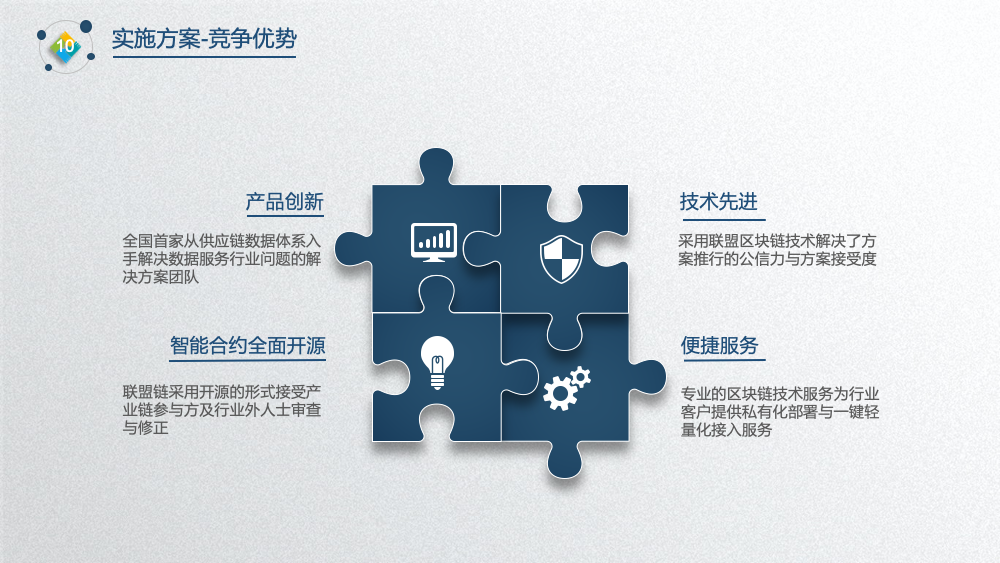 10
实施方案-竞争优势
产品创新
全国首家从供应链数据体系入
手解决数据服务行业问题的解
决方案团队
技术先进
采用联盟区块链技术解决了方
案推行的公信力与方案接受度
智能合约全面开源
联盟链采用开源的形式接受产
业链参与方及行业外人士审查
与修正
便捷服务
专业的区块链技术服务为行业
客户提供私有化部署与一键轻
量化接入服务